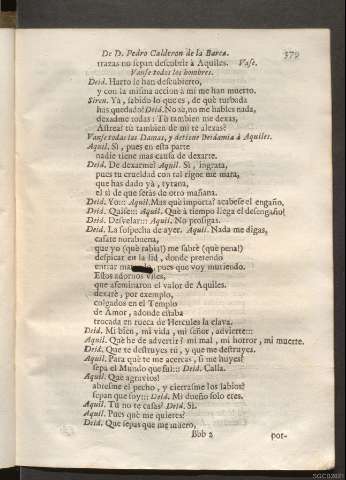 De D. Pedro Calderon de la Barca. 379
trazas no sepan descubrir à Aquiles. Vase.
Vanse todos los hombres.
Deid. Harto le han descubierto,
y con la misma accion à mi me han muerto.
Siren. Ya, sabido lo que es, de què turbada
has quedado? Deid. No sè, no me hables nada,
dexadme todas: Tù tambien me dexas,
Astrea? tu tambien de mi te alexas?
Vanse todas las Damas, y detiene Deidamia à Aquiles.
Aquil. Si, pues en esta parte
nadie tiene mas causa de dexarte.
Deid. De dexarme? Aquil. Si, ingrata,
pues tu crueldad con tal rigor me mata,
que has dado yà, tyrana,
el sì de que seràs de otro mañana.
Deid. Yo::: Aquil. Mas què importa? acabese el engaño,
Deid. Quise::: Aquil. Que à tiempo llega el desengaño!
Deid. Desvelar::: Aquil. No prosigas.
Deid. La sospecha de ayer. Aquil. Nada me digas,
casate norabuena,
que yo (què rabia!) me sabrè (què pena!)
despicar en la lid, donde pretendo
entrar, pues que voy muriendo.
Estos adornos viles,
que afeminaron el valor de Aquiles.
dexarè, por exemplo,
colgados en el Templo
de Amor, adonde estaba
trocada en rueca de Hercules la clava.
Deid. Mi bien, mi vida, mi señor, advierte:::
Aquil. Què he de advertir? mi mal, mi horror, mi muerte.
Deid. Que te destruyes tù, y que me destruyes.
Aquil. Para què te me acercas, si me huyes?
sepa el Mundo que fui::: Deid. Calla.
Aquil. Què agravios!
abrisme el pecho, y cierrasme los labios?
sepan que soy::: Deid. Mi dueño solo eres.
Aquil. Tù no te casas? Deid. Si.
Aquil. Pues què me quieres?
Deid. Que sepas que me muero,
Bbb 2 por-